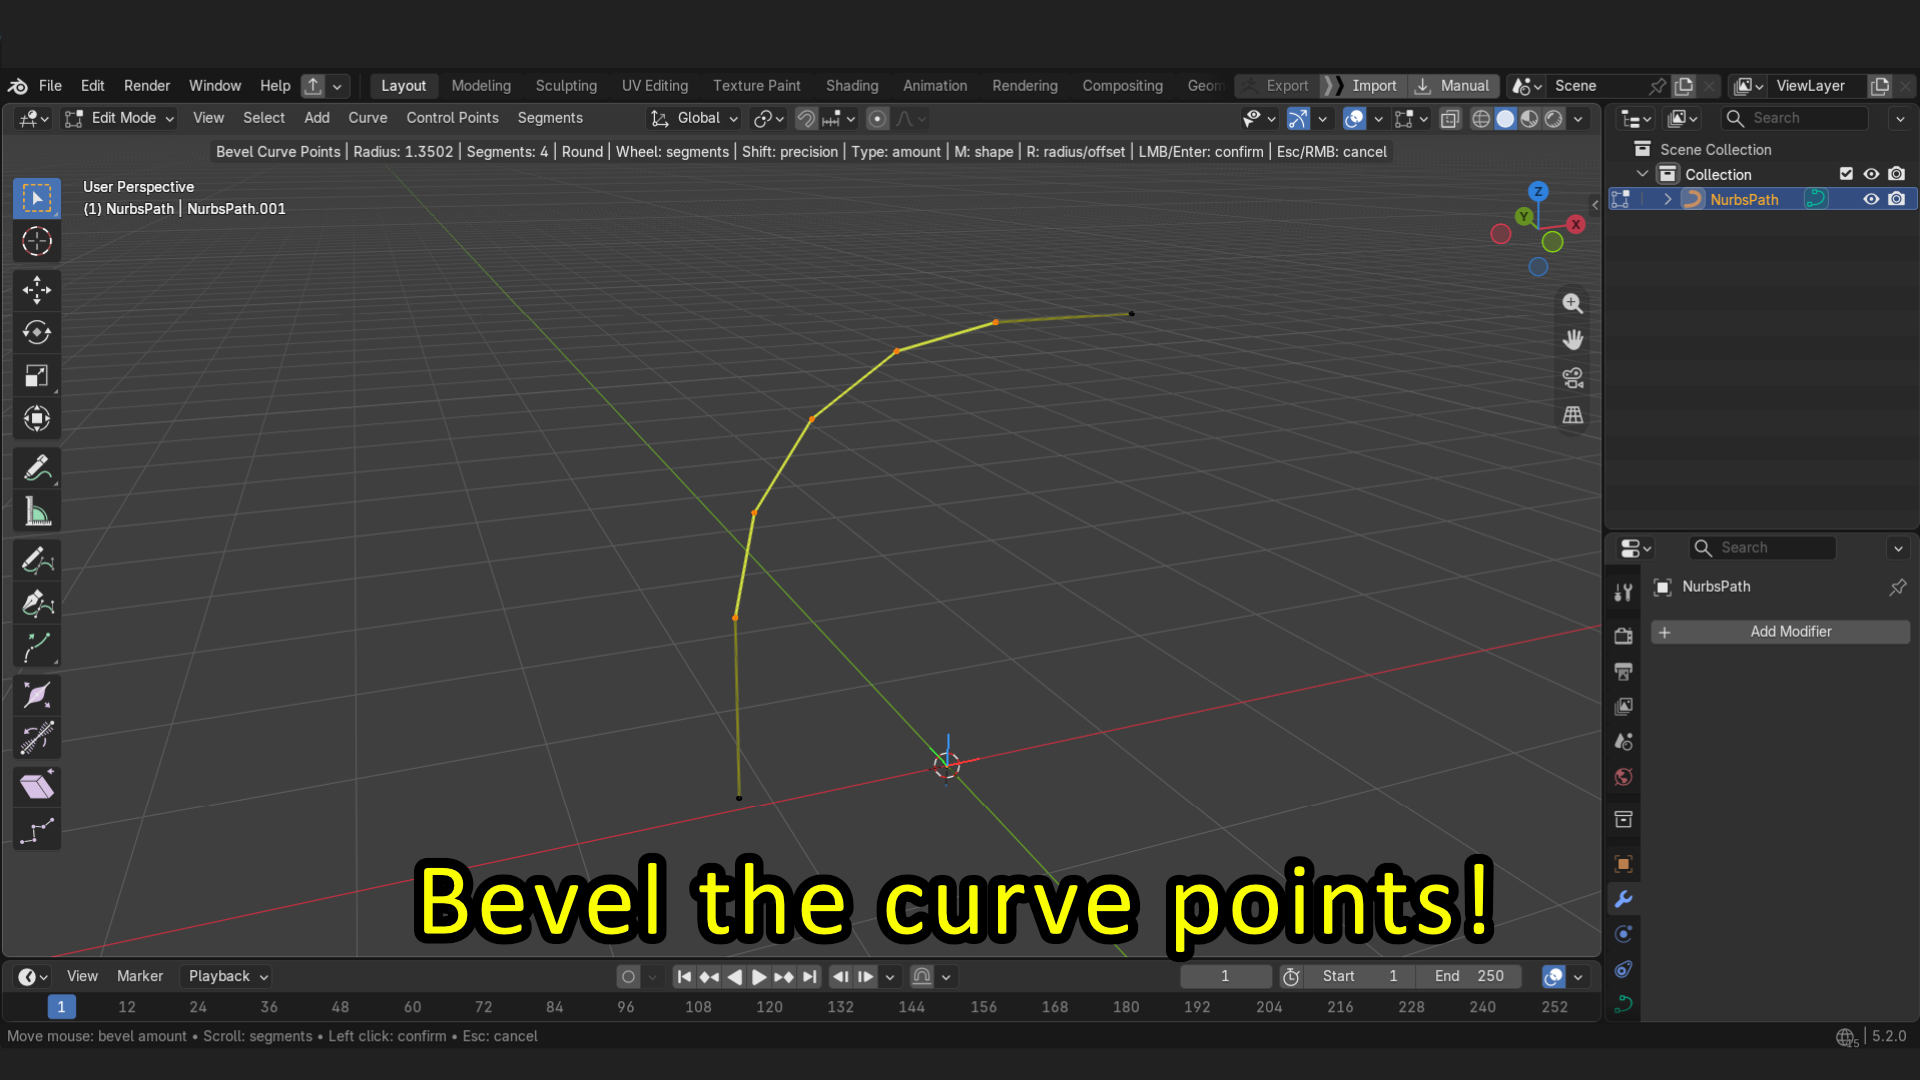 File Edit Render Window Help Layout Modeling Sculpting UV Editing Texture Paint Shading Animation Rendering Compositing Geom Export Import Manual Scene ViewLayer
Edit Mode View Select Add Curve Control Points Segments Global Search
Bevel Curve Points | Radius: 1.3502 | Segments: 4 | Round | Wheel: segments | Shift: precision | Type: amount | M: shape | R: radius/offset | LMB/Enter: confirm | Esc/RMB: cancel
Scene Collection
Collection
NurbsPath
User Perspective
(1) NurbsPath | NurbsPath.001
Z
Y
X
Search
NurbsPath
Add Modifier
Bevel the curve points!
View Marker Playback 1 Start 1 End 250
1 12 24 36 48 60 72 84 96 108 120 132 144 156 168 180 192 204 216 228 240 252
Move mouse: bevel amount • Scroll: segments • Left click: confirm • Esc: cancel 15 | 5.2.0